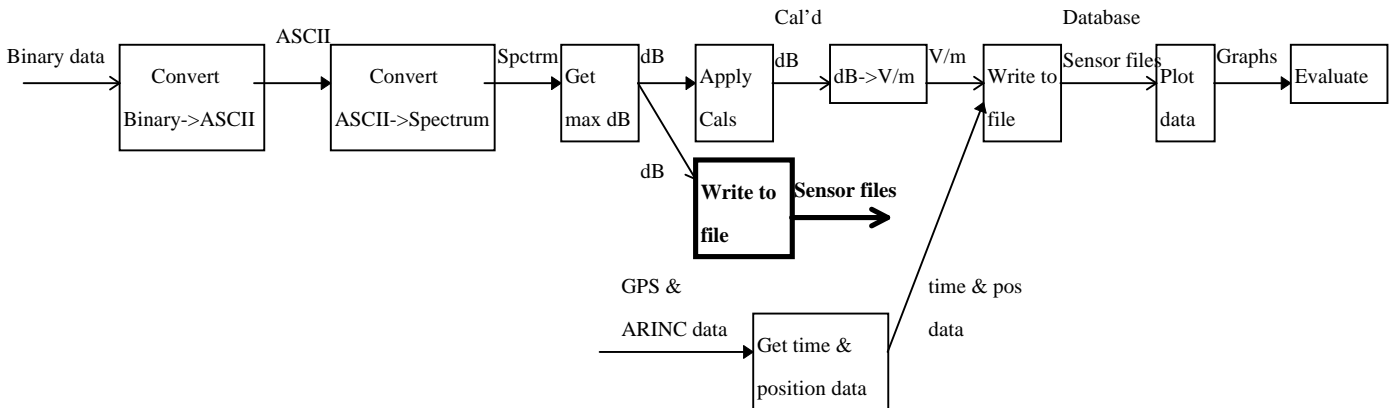 Cal'd
Database
Binary data
ASCII
Spctrm
dB
dB
V/m
Sensor files
Graphs
Convert
Binary->ASCII
Convert
ASCII->Spectrum
Get
max dB
Apply
Cals
dB->V/m
Write to
file
Plot
data
Evaluate
dB
Write to
file
Sensor files
GPS &
ARINC data
time & pos
data
Get time &
position data